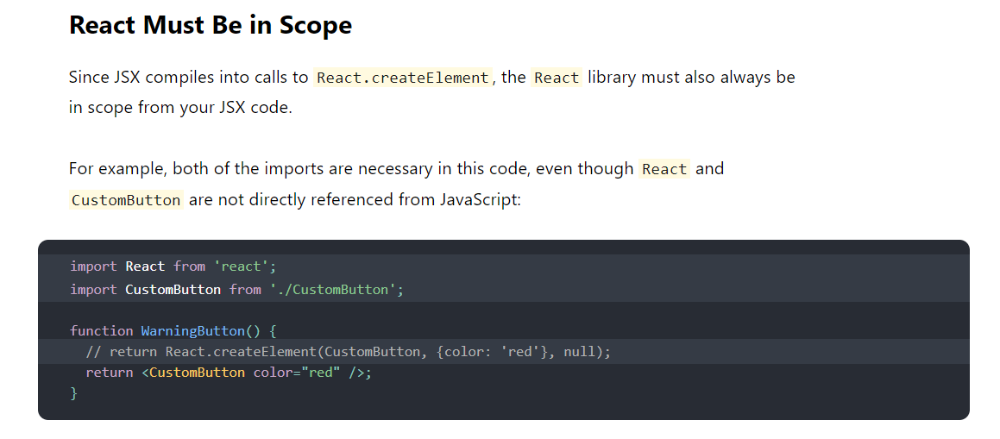 React Must Be in Scope
Since JSX compiles into calls to React.createElement, the React library must also always be
in scope from your JSX code.
For example, both of the imports are necessary in this code, even though React and
CustomButton are not directly referenced from JavaScript:
import React from 'react';
import CustomButton from './CustomButton';
function WarningButton() {
  // return React.createElement(CustomButton, {color: 'red'}, null);
  return <CustomButton color="red" />;
}